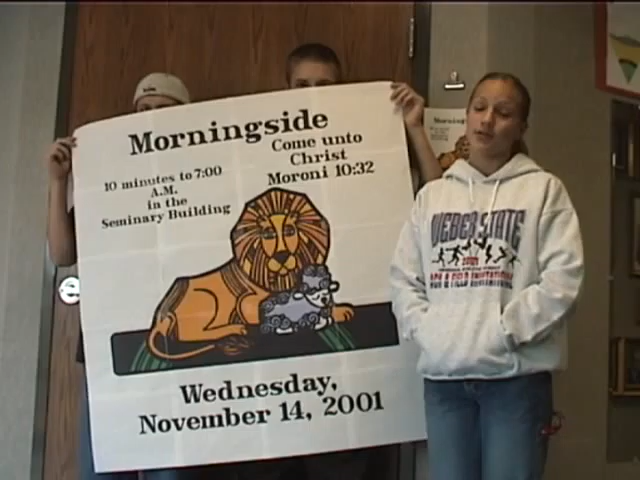 Morningside
10 minutes to 7:00
A.M.
in the
Seminary Building
Come unto
Christ
Moroni 10:32
Wednesday,
November 14, 2001
WEBER STATE
2001